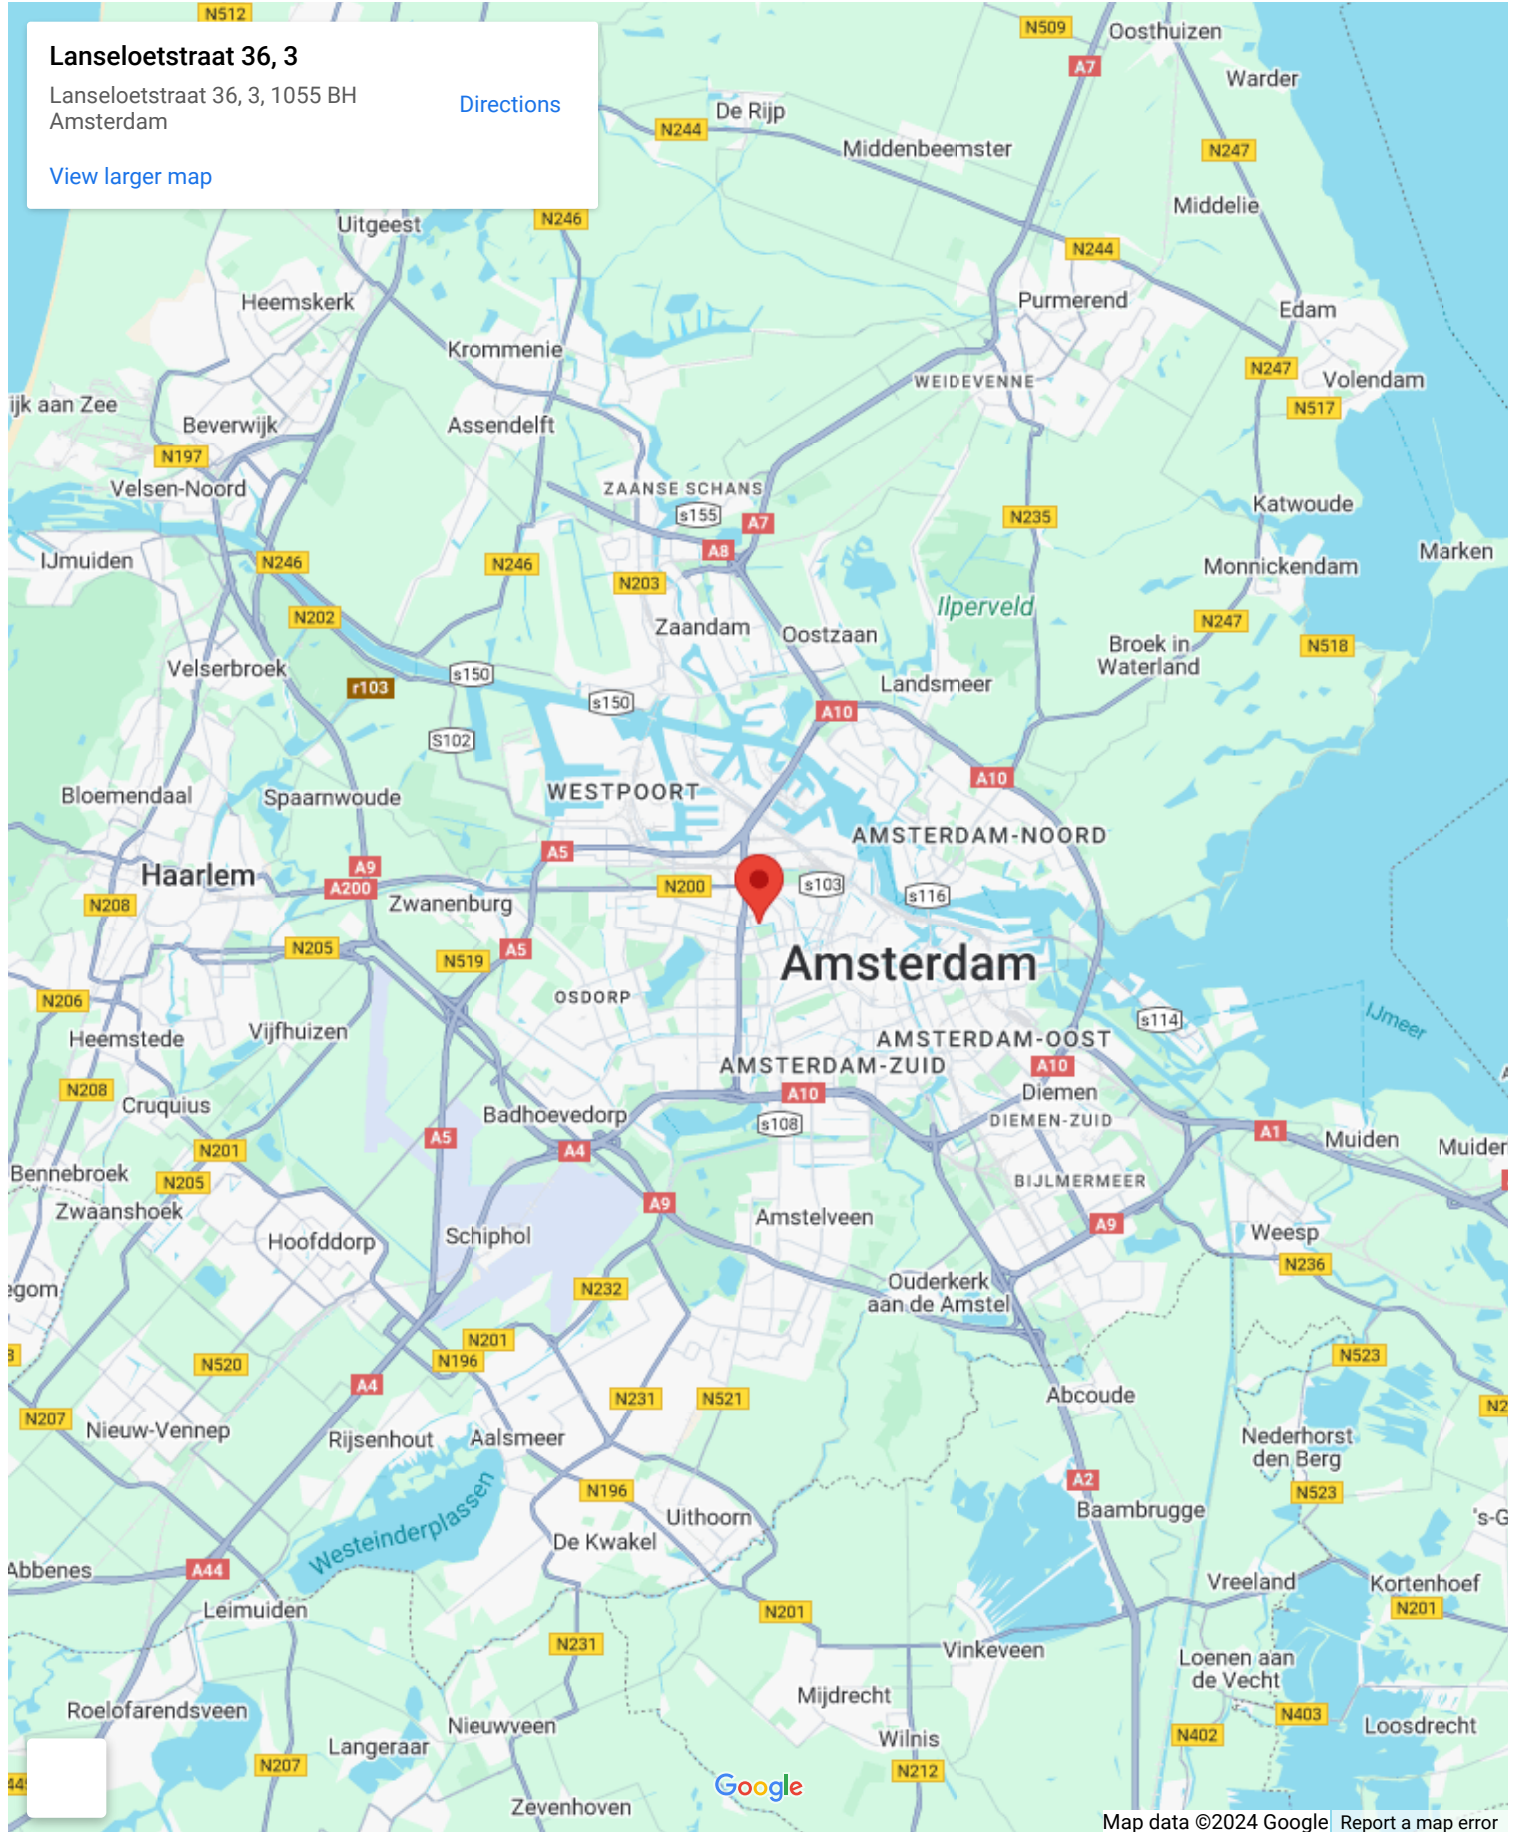 Lanseloetstraat 36, 3
Lanseloetstraat 36, 3, 1055 BH
Amsterdam
Directions
View larger map
N512
N509
Oosthuizen
A7
Warder
De Rijp
N244
Middenbeemster
N247
Middelie
N246
Uitgeest
N244
Heemskerk
Purmerend
Edam
Krommenie
WEIDEVENNE
N247
Volendam
ijk aan Zee
N517
Beverwijk
Assendelft
N197
Velsen-Noord
ZAANSE SCHANS
s155
A7
N235
Katwoude
IJmuiden
N246
N246
A8
N203
Monnickendam
Marken
Ilperveld
N202
Zaandam
Oostzaan
N247
Broek in
Waterland
N518
Velserbroek
s150
r103
s150
Landsmeer
A10
S102
A10
Bloemendaal
Spaarnwoude
WESTPOORT
AMSTERDAM-NOORD
A5
A9
Haarlem
A200
N200
s103
s116
N208
Zwanenburg
N205
A5
N519
Amsterdam
OSDORP
N206
Heemstede
Vijfhuizen
s114
IJmeer
AMSTERDAM-OOST
AMSTERDAM-ZUID
A10
N208
Cruquius
A10
Diemen
Badhoevedorp
s108
DIEMEN-ZUID
A5
A4
A1
Muiden
Muider
N201
Bennebroek
N205
BIJLMERMEER
Zwaanshoek
A9
Amstelveen
A9
Hoofddorp
Schiphol
Weesp
N236
egom
N232
Ouderkerk
aan de Amstel
N201
N196
N520
A4
N523
N231
N521
Abcoude
N207
Nieuw-Vennep
Rijsenhout
Aalsmeer
Nederhorst
den Berg
A2
N196
N523
Baambrugge
Uithoorn
's-G
Westeinderplassen
De Kwakel
Abbenes
A44
Vreeland
Kortenhoef
Leimuiden
N201
N201
N231
Vinkeveen
Loenen aan
de Vecht
Mijdrecht
Roelofarendsveen
Nieuwveen
N403
Loosdrecht
Langeraar
Wilnis
N402
N207
N212
Google
Zevenhoven
Map data ©2024 Google
Report a map error